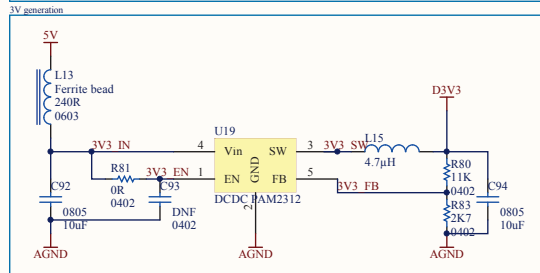 3V generation
5V
L13
Ferrite bead
240R
0603
D3V3
U19
3V3_IN 4 Vin SW 3 3V3_SW L15
4.7µH
R81 3V3_EN 1 EN GND FB 5 R80
11K
0402
C92 0R C93 3V3_FB C94
0402 DCDC PAM2312
2
R83
2K7
0402
0805 DNF 0805
10uF 0402 10uF
AGND AGND AGND